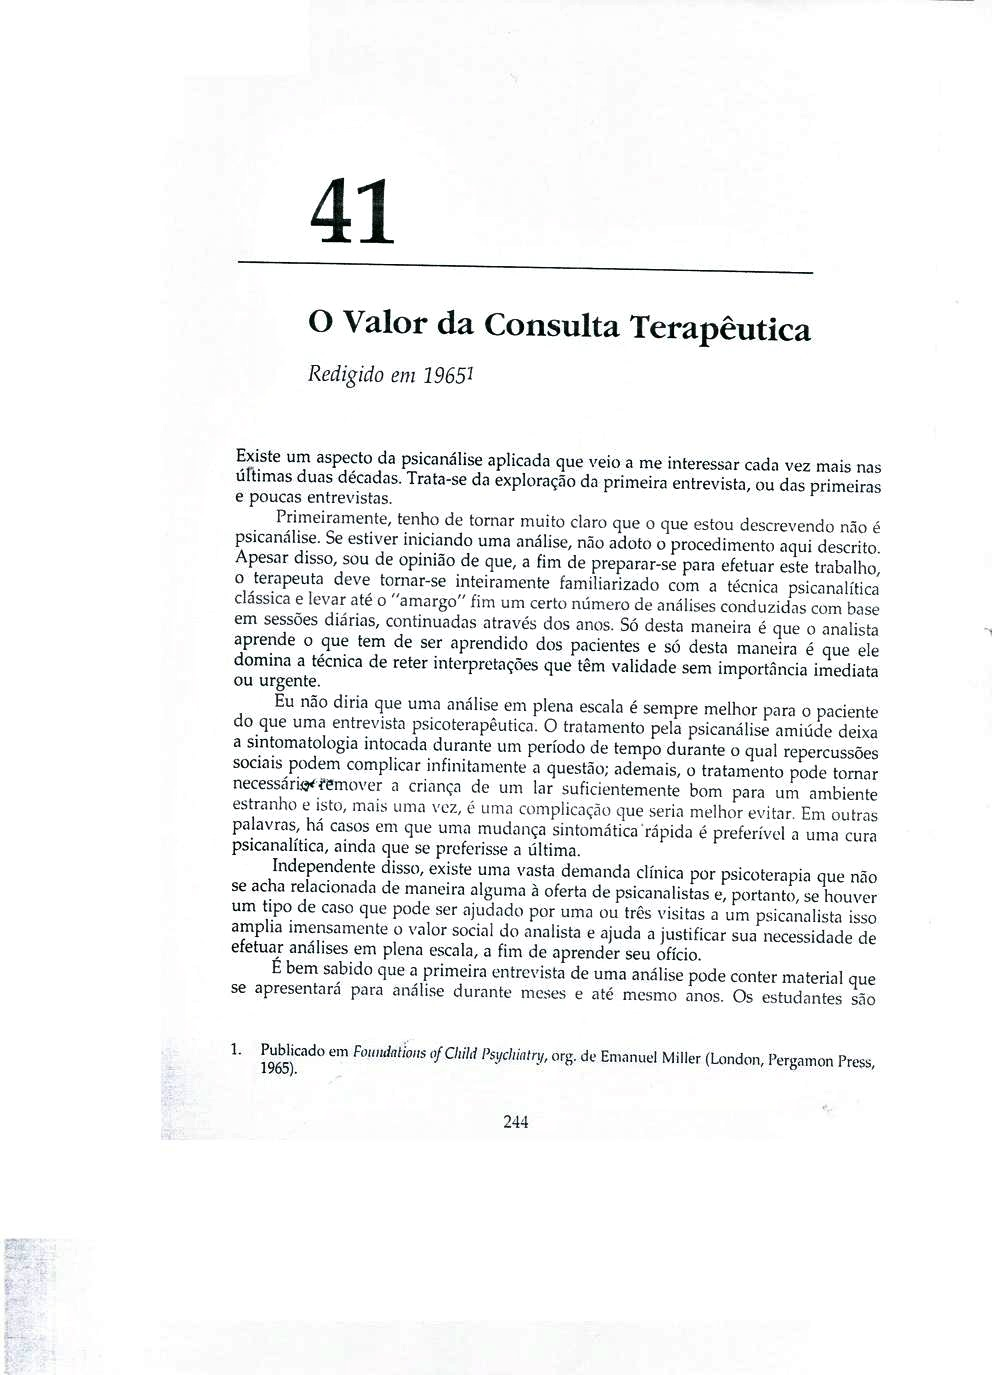 41
O Valor da Consulta Terapêutica
Redigido em 1965¹
Existe um aspecto da psicanálise aplicada que veio a me interessar cada vez mais nas
últimas duas décadas. Trata-se da exploração da primeira entrevista, ou das primeiras
e poucas entrevistas.
Primeiramente, tenho de tornar muito claro que o que estou descrevendo não é
psicanálise. Se estiver iniciando uma análise, não adoto o procedimento aqui descrito.
Apesar disso, sou de opinião de que, a fim de preparar-se para efetuar este trabalho,
o terapeuta deve tornar-se inteiramente familiarizado com a técnica psicanalítica
clássica e levar até o "amargo" fim um certo número de análises conduzidas com base
em sessões diárias, continuadas através dos anos. Só desta maneira é que o analista
aprende o que tem de ser aprendido dos pacientes e só desta maneira é que ele
domina a técnica de reter interpretações que têm validade sem importância imediata
ou urgente.
Eu não diria que uma análise em plena escala é sempre melhor para o paciente
do que uma entrevista psicoterapêutica. O tratamento pela psicanálise amiúde deixa
a sintomatologia intocada durante um período de tempo durante o qual repercussões
sociais podem complicar infinitamente a questão; ademais, o tratamento pode tornar
necessário remover a criança de um lar suficientemente bom para um ambiente
estranho e isto, mais uma vez, é uma complicação que seria melhor evitar. Em outras
palavras, há casos em que uma mudança sintomática rápida é preferível a uma cura
psicanalítica, ainda que se preferisse a última.
Independente disso, existe uma vasta demanda clínica por psicoterapia que não
se acha relacionada de maneira alguma à oferta de psicanalistas e, portanto, se houver
um tipo de caso que pode ser ajudado por uma ou três visitas a um psicanalista isso
amplia imensamente o valor social do analista e ajuda a justificar sua necessidade de
efetuar análises em plena escala, a fim de aprender seu ofício.
É bem sabido que a primeira entrevista de uma análise pode conter material que
se apresentará para análise durante meses e até mesmo anos. Os estudantes são
1. Publicado em Foundations of Child Psychiatry, org. de Emanuel Miller (London, Pergamon Press,
1965).
244